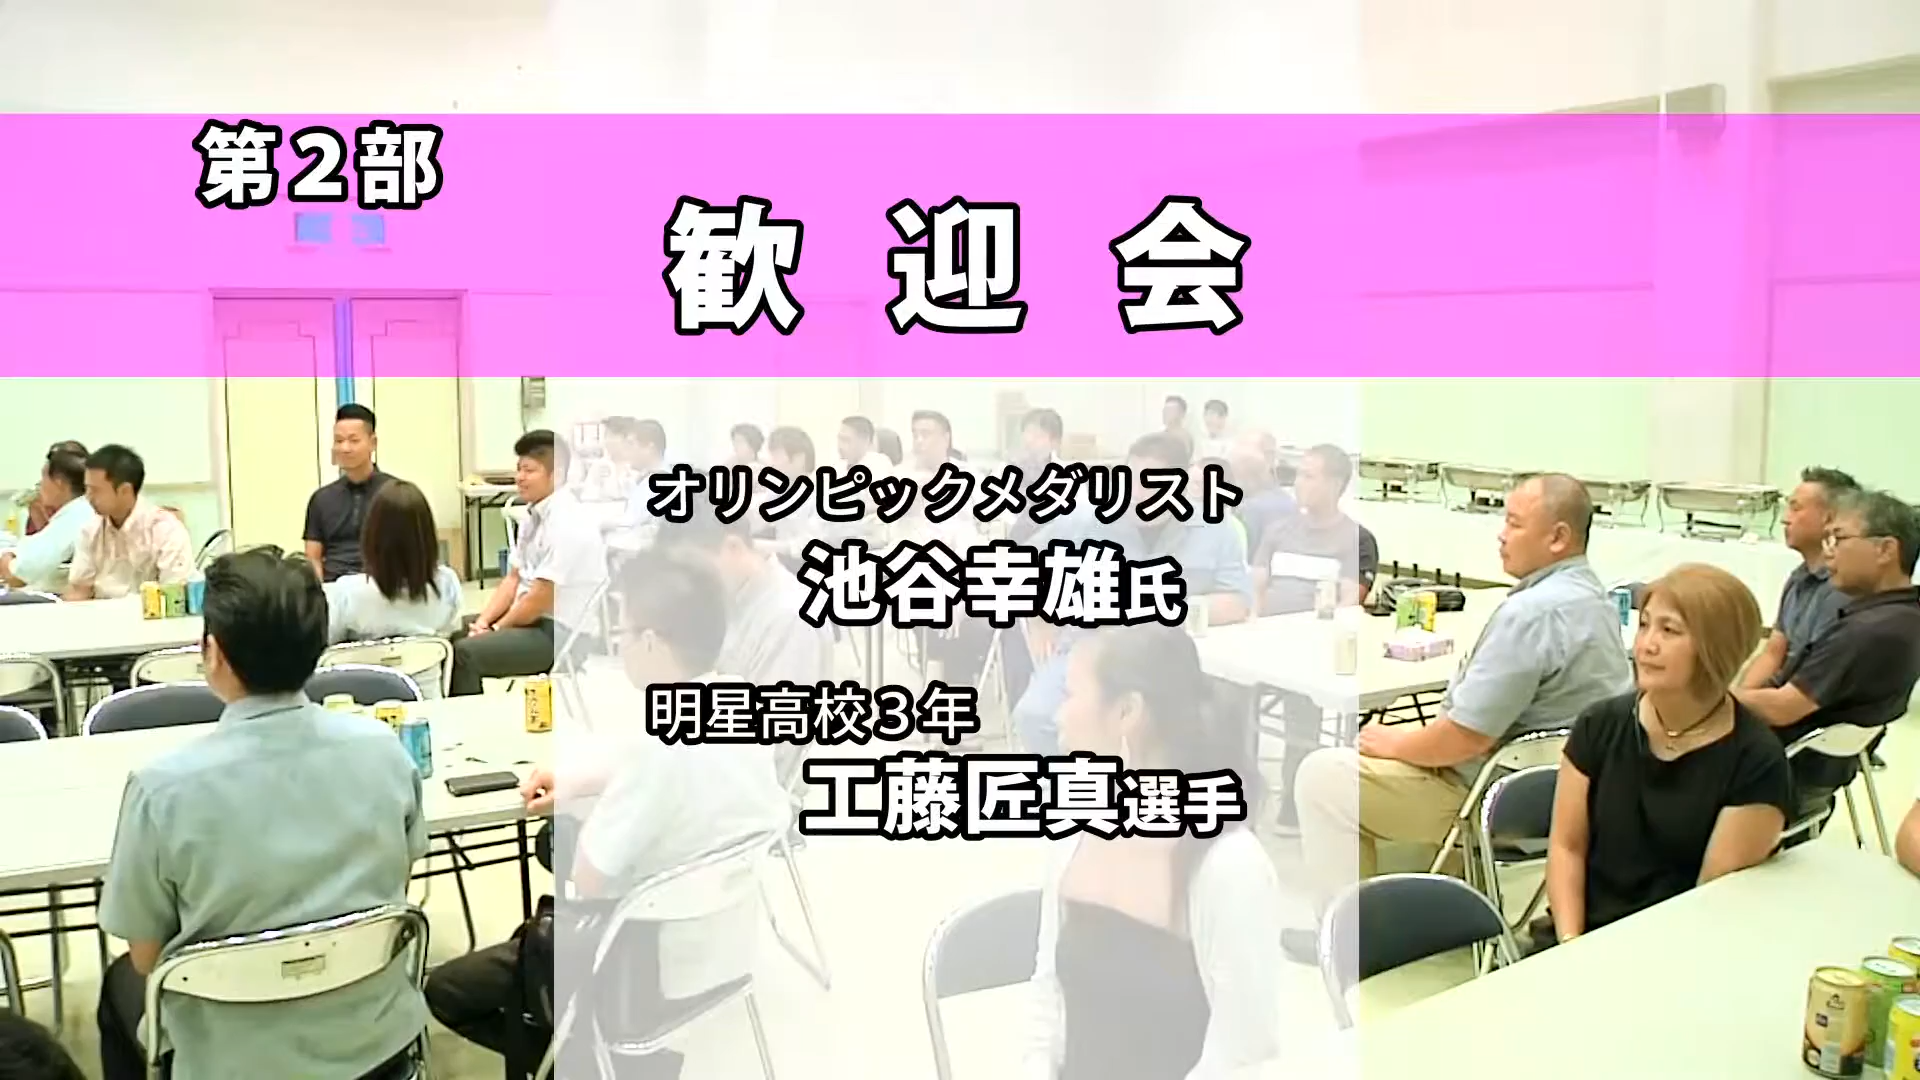 第２部
歓迎会
オリンピックメダリスト
池谷幸雄氏
明星高校３年
工藤匠真選手